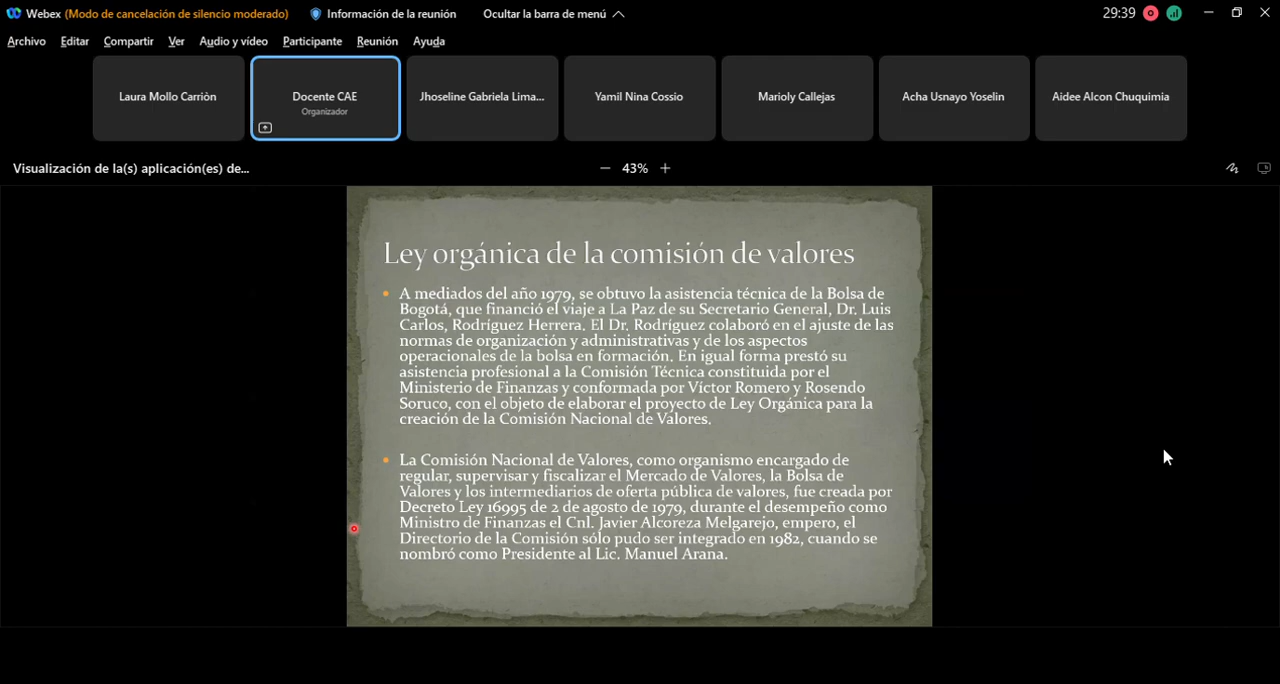 Webex (Modo de cancelación de silencio moderado) Información de la reunión Ocultar la barra de menú 29:39
Archivo Editar Compartir Ver Audio y vídeo Participante Reunión Ayuda
Laura Mollo Carriòn Docente CAE Jhoseline Gabriela Lima... Yamil Nina Cossio Marioly Callejas Acha Usnayo Yoselin Aidee Alcon Chuquimia
Organizador
Visualización de la(s) aplicación(es) de... 43%
Ley orgánica de la comisión de valores
A mediados del año 1979, se obtuvo la asistencia técnica de la Bolsa de
Bogotá, que financió el viaje a La Paz de su Secretario General, Dr. Luis
Carlos, Rodríguez Herrera. El Dr. Rodríguez colaboró en el ajuste de las
normas de organización y administrativas y de los aspectos
operacionales de la bolsa en formación. En igual forma prestó su
asistencia profesional a la Comisión Técnica constituida por el
Ministerio de Finanzas y conformada por Víctor Romero y Rosendo
Soruco, con el objeto de elaborar el proyecto de Ley Orgánica para la
creación de la Comisión Nacional de Valores.
La Comisión Nacional de Valores, como organismo encargado de
regular, supervisar y fiscalizar el Mercado de Valores, la Bolsa de
Valores y los intermediarios de oferta pública de valores, fue creada por
Decreto Ley 16995 de 2 de agosto de 1979, durante el desempeño como
Ministro de Finanzas el Cnl. Javier Alcoreza Melgarejo, empero, el
Directorio de la Comisión sólo pudo ser integrado en 1982, cuando se
nombró como Presidente al Lic. Manuel Arana.